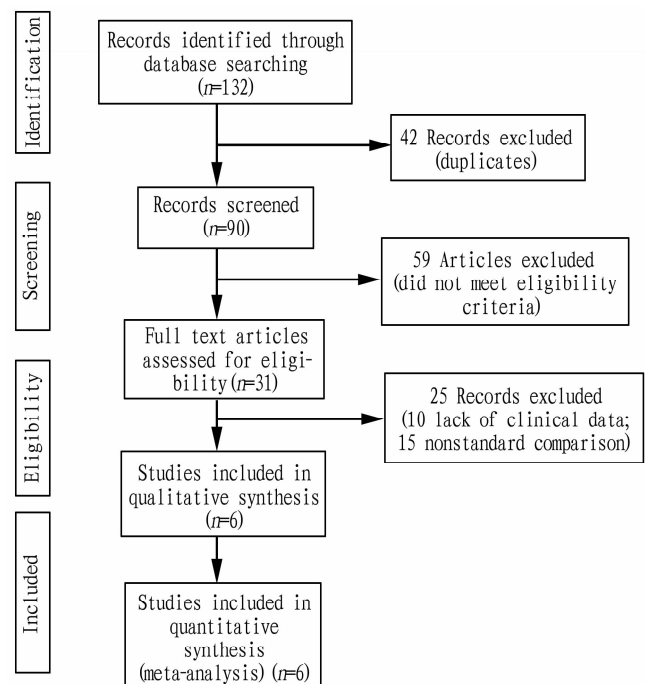 Identification
Records identified through
database searching
(n=132)
42 Records excluded
(duplicates)
Screening
Records screened
(n=90)
59 Articles excluded
(did not meet eligibility
criteria)
Eligibility
Full text articles
assessed for eligi-
bility(n=31)
25 Records excluded
(10 lack of clinical data;
15 nonstandard comparison)
Studies included in
qualitative synthesis
(n=6)
Included
Studies included in
quantitative
synthesis
(meta-analysis) (n=6)